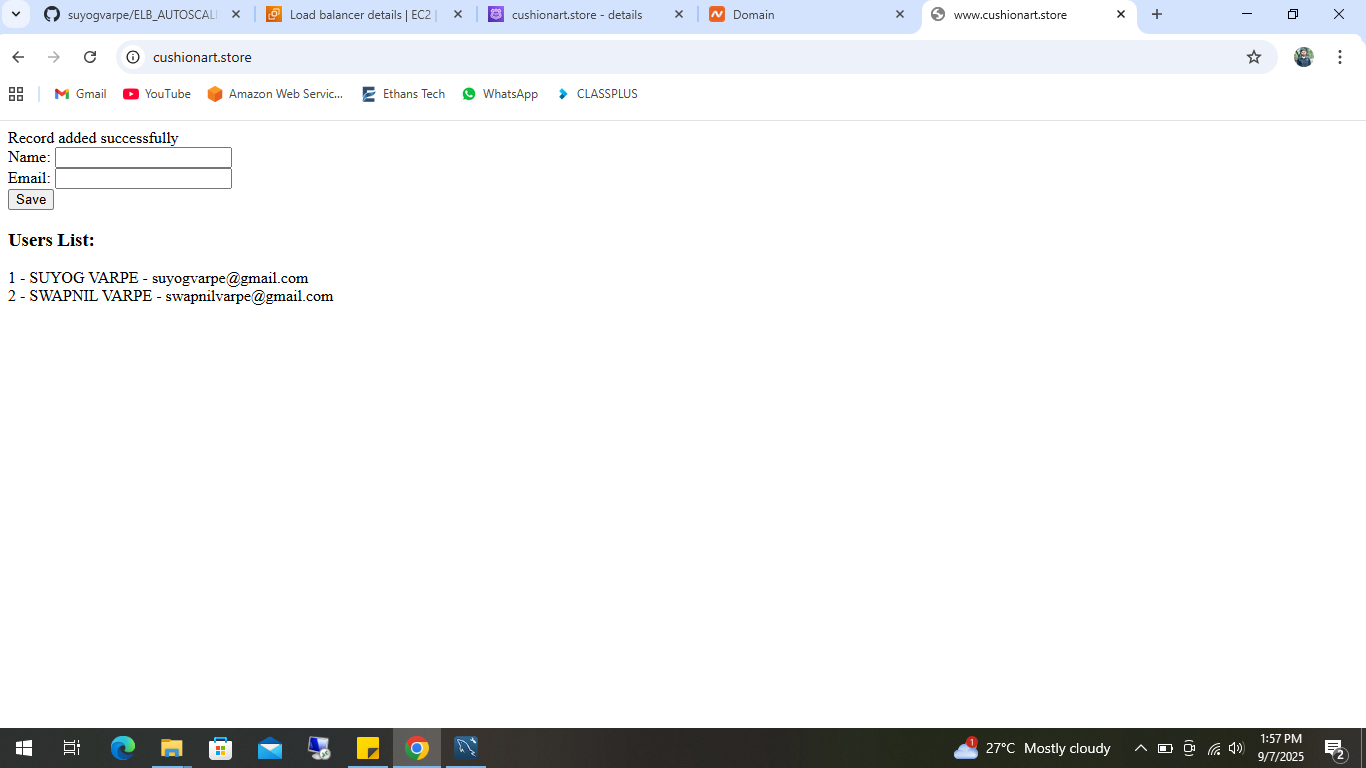 suyogvarpe/ELB_AUTOSCALI
Load balancer details | EC2 |
cushionart.store - details
Domain
www.cushionart.store
cushionart.store
Gmail
YouTube
Amazon Web Servic...
Ethans Tech
WhatsApp
CLASSPLUS
Record added successfully
Name:
Email:
Save
Users List:
1 - SUYOG VARPE - suyogvarpe@gmail.com
2 - SWAPNIL VARPE - swapnilvarpe@gmail.com
1
27°C Mostly cloudy
1:57 PM
9/7/2025
2